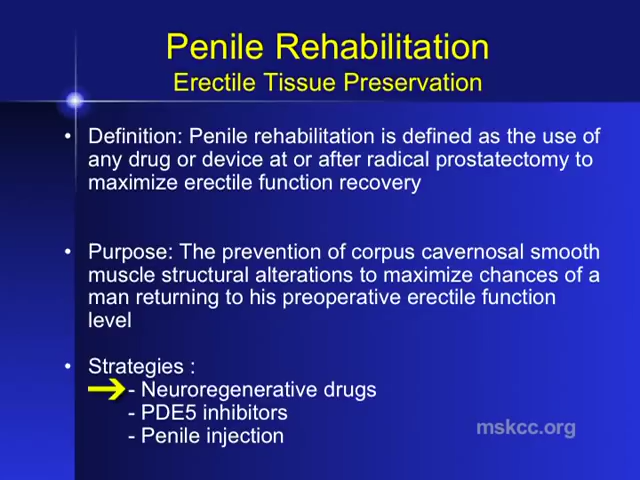 Penile Rehabilitation
Erectile Tissue Preservation
• Definition: Penile rehabilitation is defined as the use of
any drug or device at or after radical prostatectomy to
maximize erectile function recovery
• Purpose: The prevention of corpus cavernosal smooth
muscle structural alterations to maximize chances of a
man returning to his preoperative erectile function
level
• Strategies :
- Neuroregenerative drugs
- PDE5 inhibitors
- Penile injection
mskcc.org